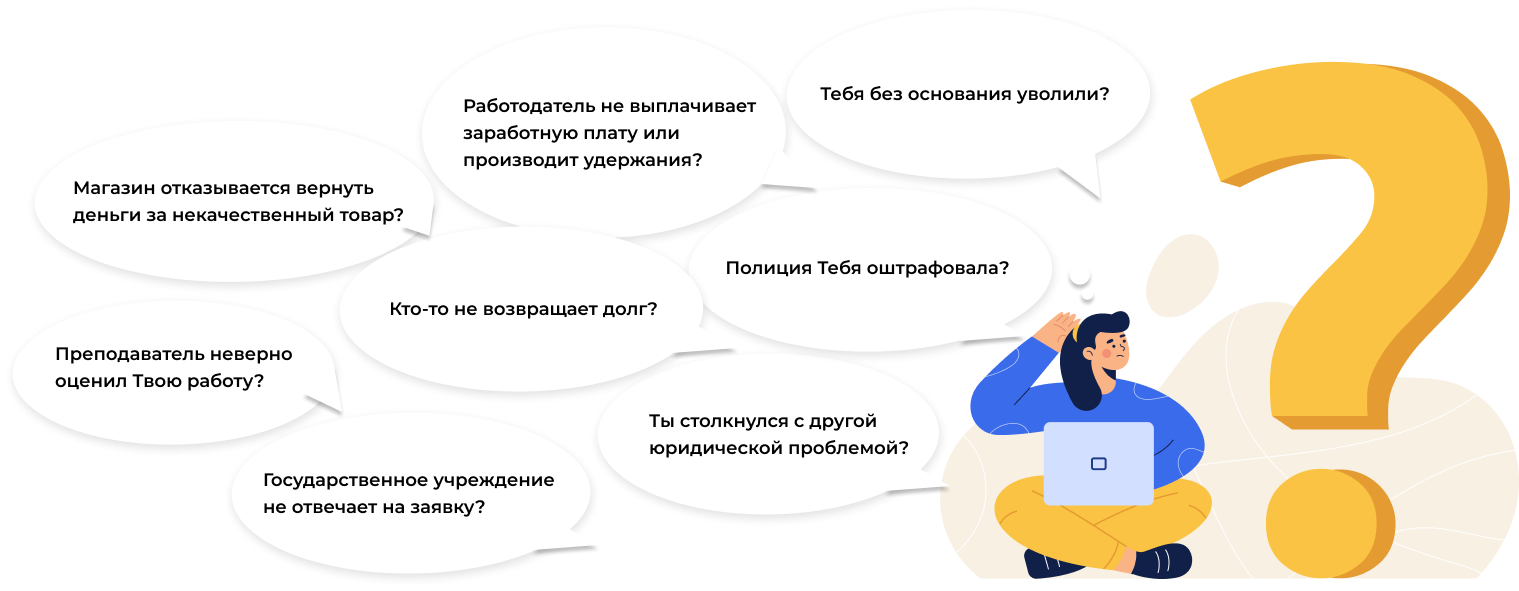 Тебя без основания уволили?
Работодатель не выплачивает
заработную плату или
производит удержания?
Магазин отказывается вернуть
деньги за некачественный товар?
Полиция Тебя оштрафовала?
Кто-то не возвращает долг?
Преподаватель неверно
оценил Твою работу?
Ты столкнулся с другой
юридической проблемой?
Государственное учреждение
не отвечает на заявку?